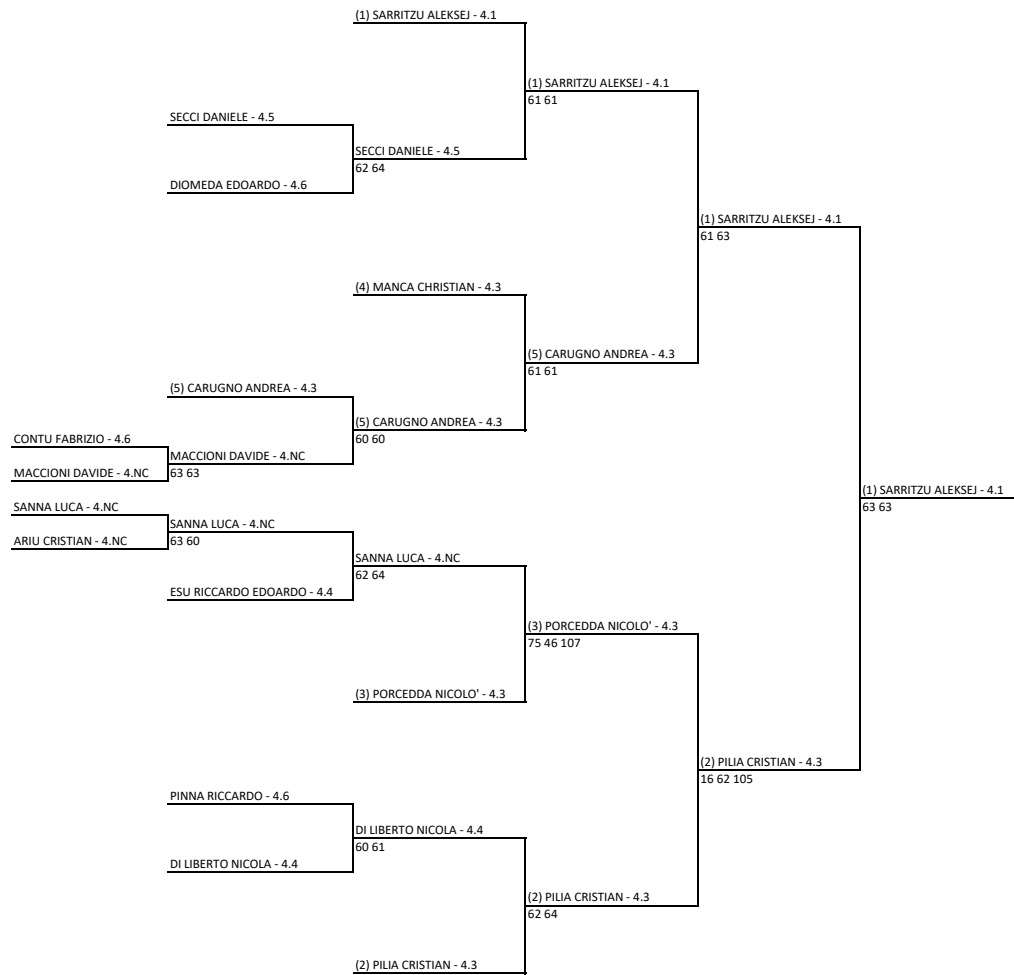 (1) SARRITZU ALEKSEJ - 4.1
(1) SARRITZU ALEKSEJ - 4.1
61 61
SECCI DANIELE - 4.5
SECCI DANIELE - 4.5
62 64
DIOMEDA EDOARDO - 4.6
(1) SARRITZU ALEKSEJ - 4.1
61 63
(4) MANCA CHRISTIAN - 4.3
(5) CARUGNO ANDREA - 4.3
61 61
(5) CARUGNO ANDREA - 4.3
(5) CARUGNO ANDREA - 4.3
60 60
CONTU FABRIZIO - 4.6
MACCIONI DAVIDE - 4.NC
63 63
MACCIONI DAVIDE - 4.NC
(1) SARRITZU ALEKSEJ - 4.1
63 63
SANNA LUCA - 4.NC
SANNA LUCA - 4.NC
63 60
ARIU CRISTIAN - 4.NC
SANNA LUCA - 4.NC
62 64
ESU RICCARDO EDOARDO - 4.4
(3) PORCEDDA NICOLO' - 4.3
75 46 107
(3) PORCEDDA NICOLO' - 4.3
(2) PILIA CRISTIAN - 4.3
16 62 105
PINNA RICCARDO - 4.6
DI LIBERTO NICOLA - 4.4
60 61
DI LIBERTO NICOLA - 4.4
(2) PILIA CRISTIAN - 4.3
62 64
(2) PILIA CRISTIAN - 4.3